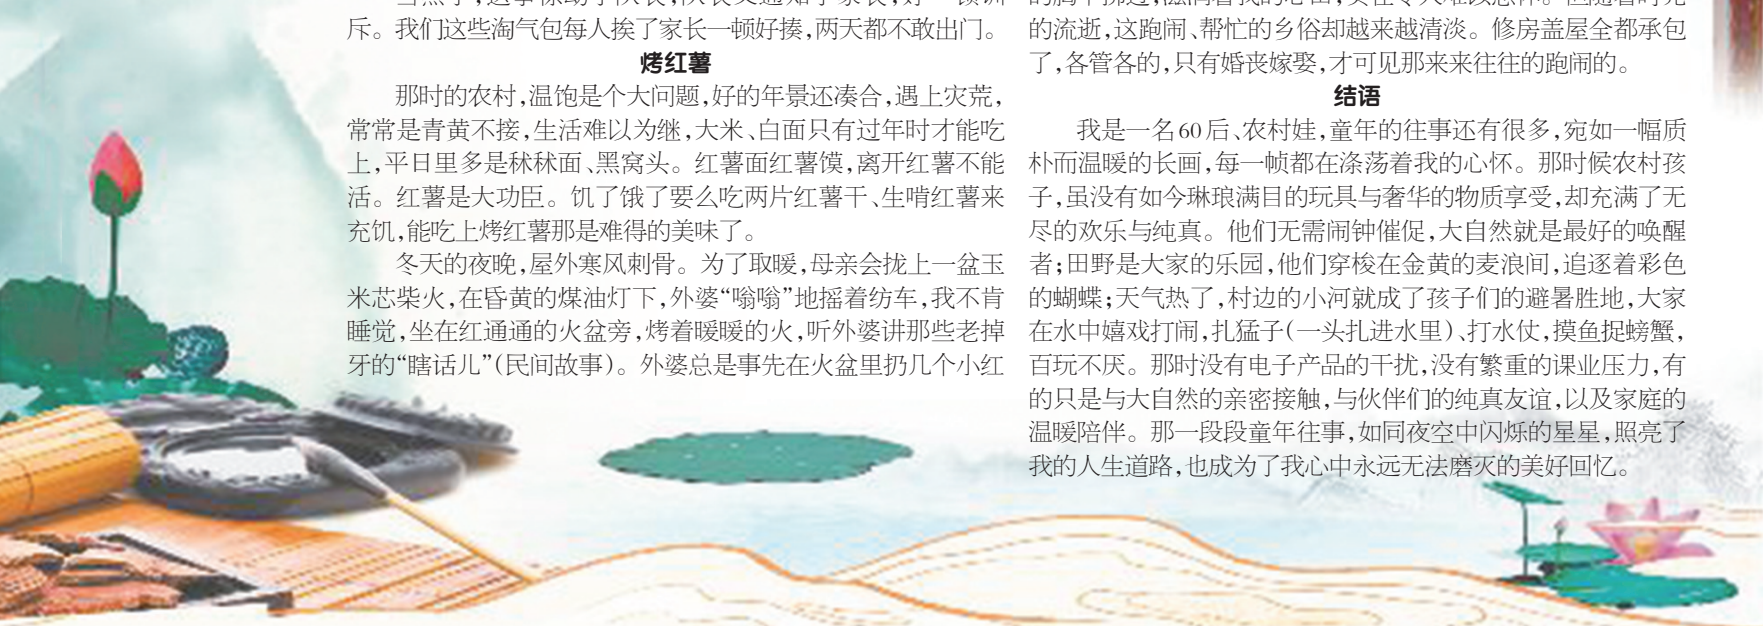 斥。我们这些淘气包每人挨了家长一顿好揍,两天都不敢出门。
烤红薯
那时的农村,温饱是个大问题,好的年景还凑合,遇上灾荒,
常常是青黄不接,生活难以为继,大米、白面只有过年时才能吃
上,平日里多是秫秫面、黑窝头。红薯面红薯馍,离开红薯不能
活。红薯是大功臣。饥了饿了要么吃两片红薯干、生啃红薯来
充饥,能吃上烤红薯那是难得的美味了。
冬天的夜晚,屋外寒风刺骨。为了取暖,母亲会拢上一盆玉
米芯柴火,在昏黄的煤油灯下,外婆“嗡嗡”地摇着纺车,我不肯
睡觉,坐在红通通的火盆旁,烤着暖暖的火,听外婆讲那些老掉
牙的“瞎话儿”(民间故事)。外婆总是事先在火盆里扔几个小红
的流逝,这跑闹、帮忙的乡俗却越来越清淡。修房盖屋全都承包
了,各管各的,只有婚丧嫁娶,才可见那来来往往的跑闹的。
结语
我是一名60后、农村娃,童年的往事还有很多,宛如一幅质
朴而温暖的长画,每一帧都在涤荡着我的心怀。那时候农村孩
子,虽没有如今琳琅满目的玩具与奢华的物质享受,却充满了无
尽的欢乐与纯真。他们无需闹钟催促,大自然就是最好的唤醒
者;田野是大家的乐园,他们穿梭在金黄的麦浪间,追逐着彩色
的蝴蝶;天气热了,村边的小河就成了孩子们的避暑胜地,大家
在水中嬉戏打闹,扎猛子(一头扎进水里)、打水仗,摸鱼捉螃蟹,
百玩不厌。那时没有电子产品的干扰,没有繁重的课业压力,有
的只是与大自然的亲密接触,与伙伴们的纯真友谊,以及家庭的
温暖陪伴。那一段段童年往事,如同夜空中闪烁的星星,照亮了
我的人生道路,也成为了我心中永远无法磨灭的美好回忆。